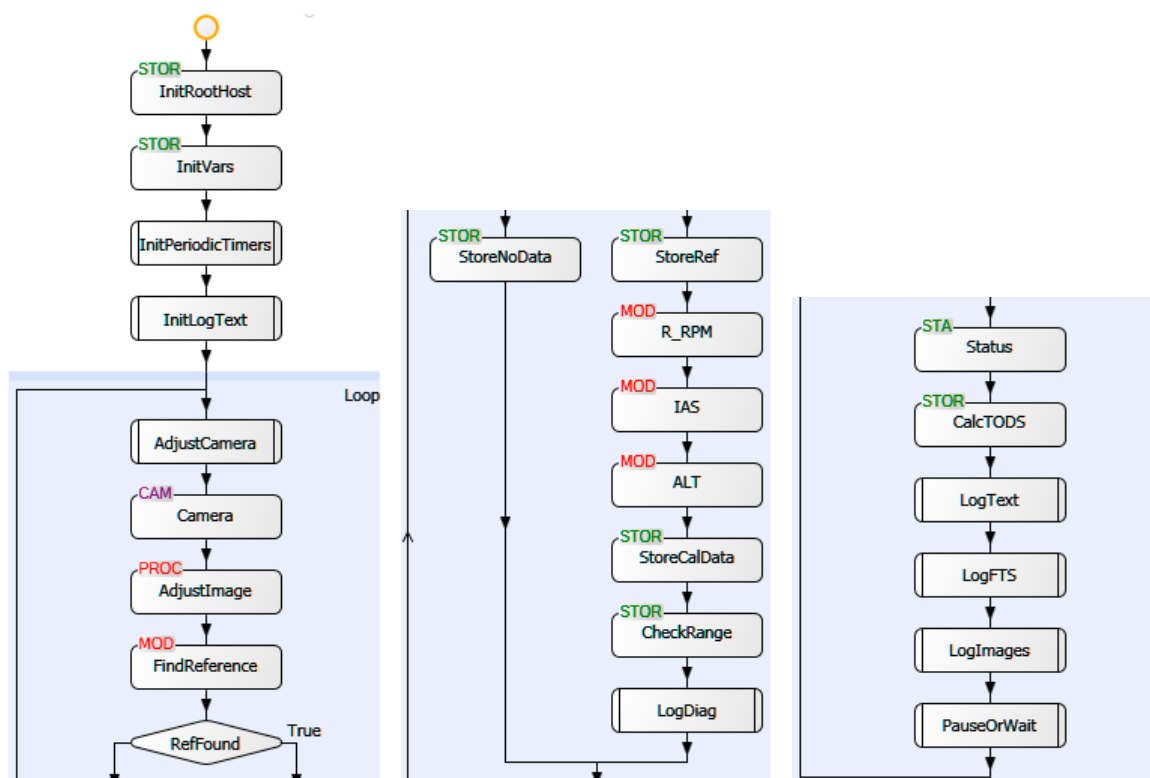 STOR
InitRootHost
STOR
InitVars
InitPeriodicTimers
InitLogText
Loop
AdjustCamera
CAM
Camera
PROC
AdjustImage
MOD
FindReference
RefFound
True
STOR
StoreNoData
STOR
StoreRef
MOD
R_RPM
MOD
IAS
MOD
ALT
STOR
StoreCalData
STOR
CheckRange
LogDiag
STA
Status
STOR
CalcTODS
LogText
LogFTS
LogImages
PauseOrWait